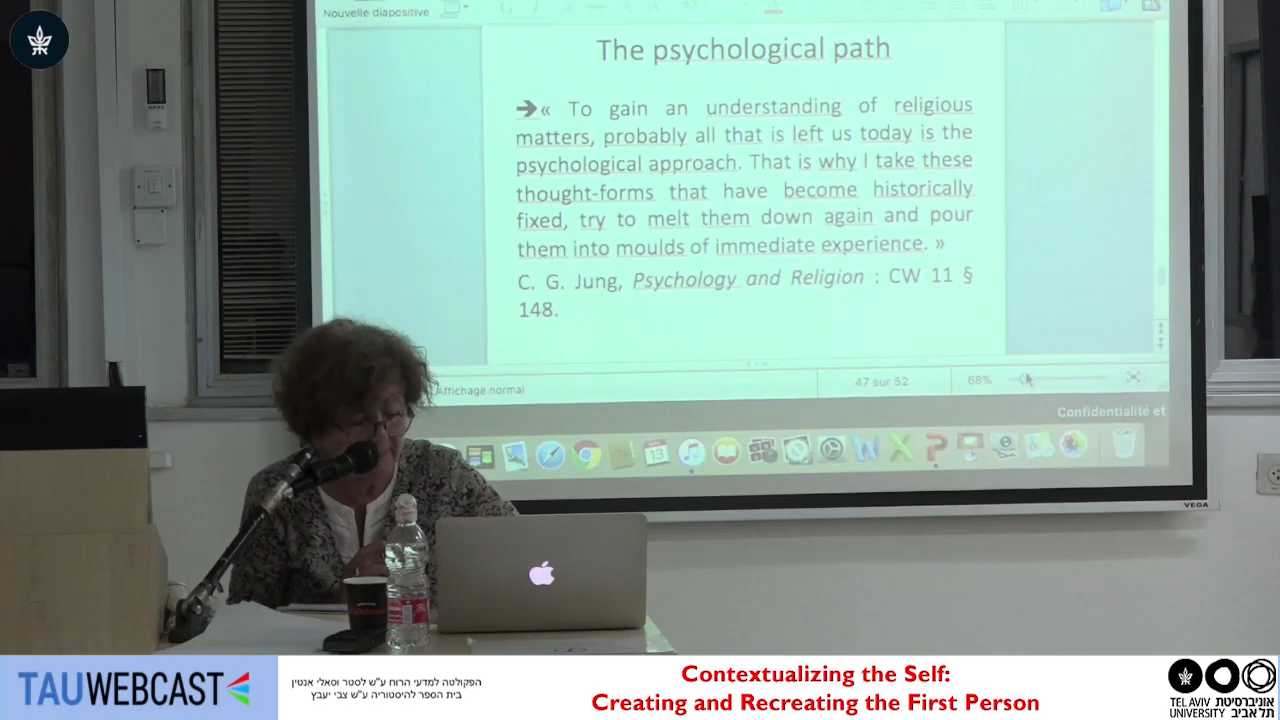 Nouvelle diapositive
The psychological path
➔« To gain an understanding of religious
matters, probably all that is left us today is the
psychological approach. That is why I take these
thought-forms that have become historically
fixed, try to melt them down again and pour
them into moulds of immediate experience. »
C. G. Jung, Psychology and Religion : CW 11 §
148.
Affichage normal
47 sur 52
68%
Confidentialité et
13
VEGA
TAUWEBCAST
הפקולטה למדעי הרוח ע"ש לסטר וסאלי אנטין
בית הספר להיסטוריה ע"ש צבי יעבץ
Contextualizing the Self:
Creating and Recreating the First Person
TEL AVIV אוניברסיטת
UNIVERSITY תל אביב